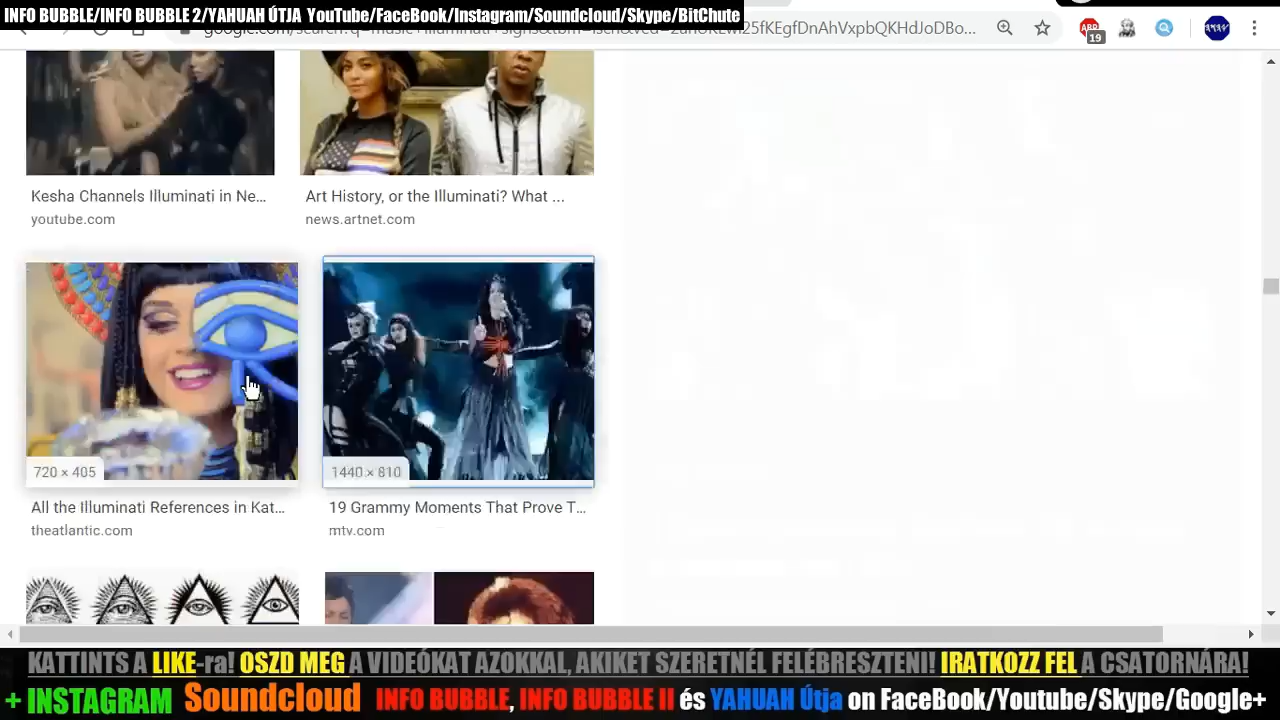 INFO BUBBLE/INFO BUBBLE 2/YAHUAH ÚTJA YouTube/FaceBook/Instagram/Soundcloud/Skype/BitChute
ABP
19
Kesha Channels Illuminati in Ne...
Art History, or the Illuminati? What ...
youtube.com
news.artnet.com
720 × 405
1440 × 810
All the Illuminati References in Kat...
19 Grammy Moments That Prove T...
theatlantic.com
mtv.com
KATTINTS A LIKE-ra! OSZD MEG A VIDEÓKAT AZOKKAL, AKIKET SZERETNÉL FELÉBRESZTENI! IRATKOZZ FEL A CSATORNÁRA!
+ INSTAGRAM Soundcloud INFO BUBBLE, INFO BUBBLE II és YAHUAH Útja on FaceBook/Youtube/Skype/Google+